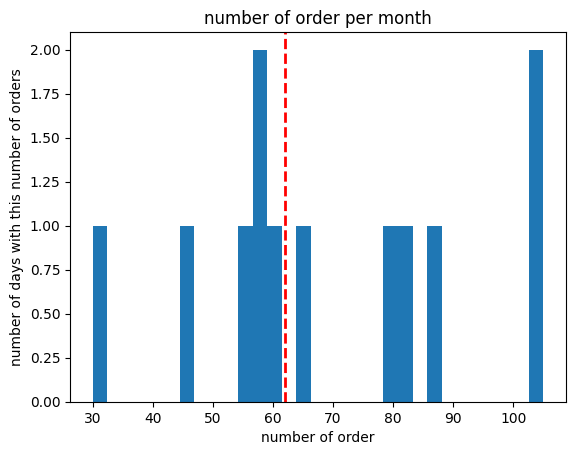 number of order per month
number of days with this number of orders
2.00
1.75
1.50
1.25
1.00
0.75
0.50
0.25
0.00
30 40 50 60 70 80 90 100
number of order